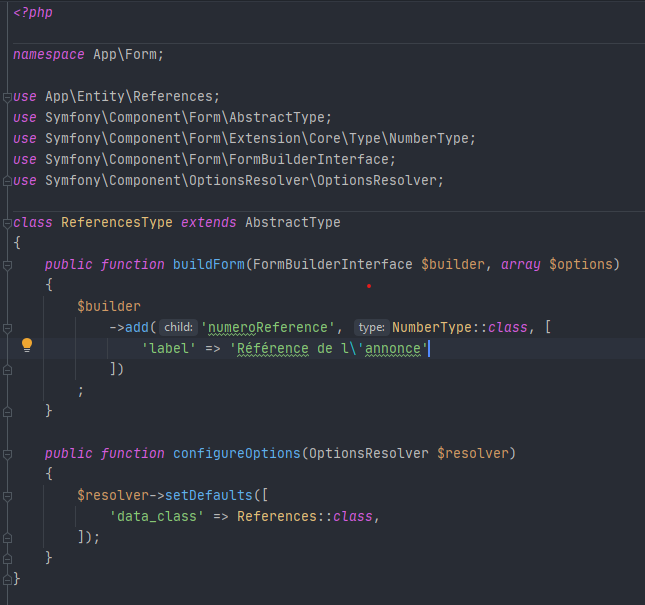 <?php
namespace App\Form;
use App\Entity\References;
use Symfony\Component\Form\AbstractType;
use Symfony\Component\Form\Extension\Core\Type\NumberType;
use Symfony\Component\Form\FormBuilderInterface;
use Symfony\Component\OptionsResolver\OptionsResolver;
class ReferencesType extends AbstractType
{
public function buildForm(FormBuilderInterface $builder, array $options)
{
$builder
->add( child: 'numeroReference', type: NumberType::class, [
'label' => 'Référence de l\'annonce'
])
;
}
public function configureOptions(OptionsResolver $resolver)
{
$resolver->setDefaults([
'data_class' => References::class,
]);
}
}